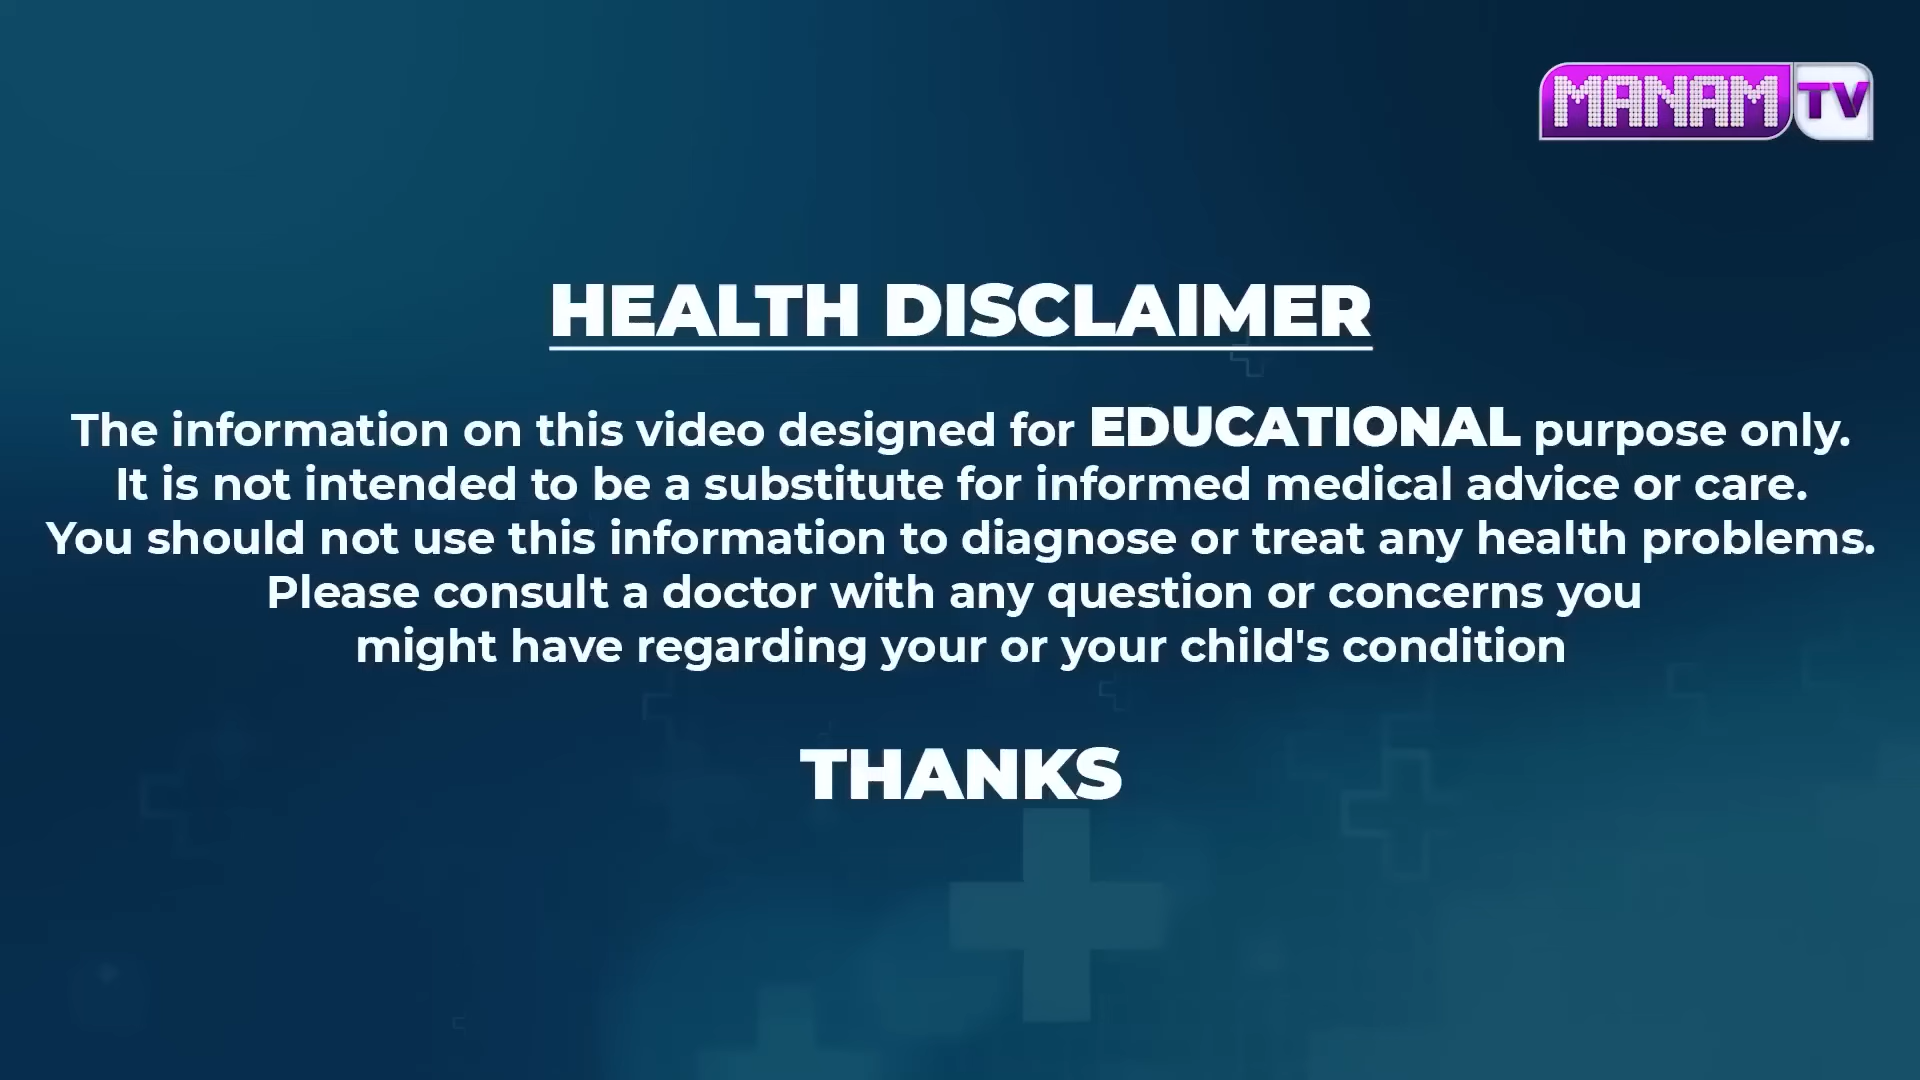 MANAM TV
HEALTH DISCLAIMER
The information on this video designed for EDUCATIONAL purpose only.
It is not intended to be a substitute for informed medical advice or care.
You should not use this information to diagnose or treat any health problems.
Please consult a doctor with any question or concerns you
might have regarding your or your child's condition
THANKS